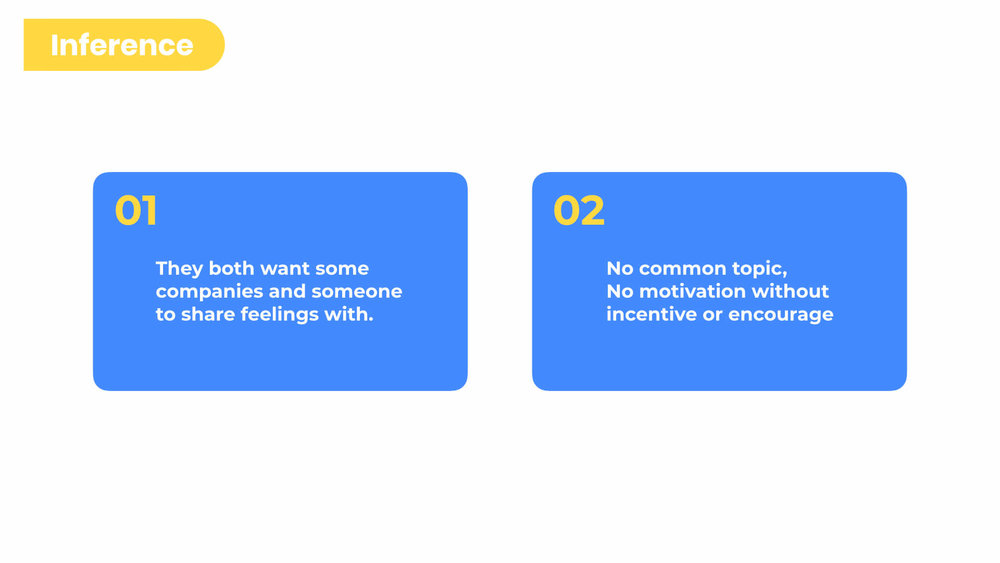 Inference
01
They both want some
companies and someone
to share feelings with.
02
No common topic,
No motivation without
incentive or encourage